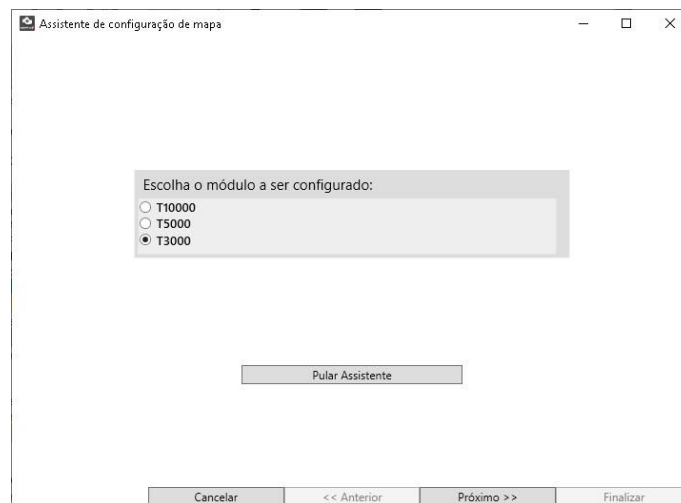 Assistente de configuração de mapa
Escolha o módulo a ser configurado:
T10000
T5000
T3000
Pular Assistente
Cancelar
<< Anterior
Próximo >>
Finalizar